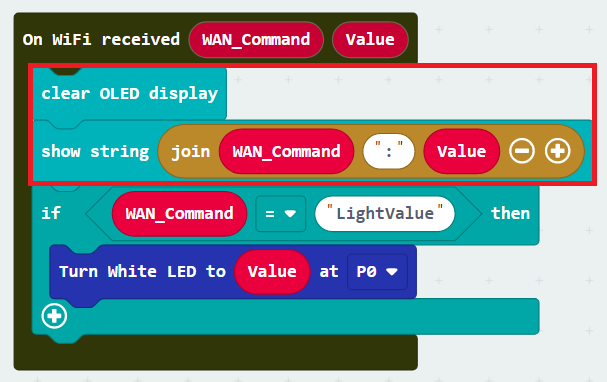 On WiFi received WAN_Command Value
clear OLED display
show string join WAN_Command ":" Value
if WAN_Command = "LightValue" then
Turn White LED to Value at P0